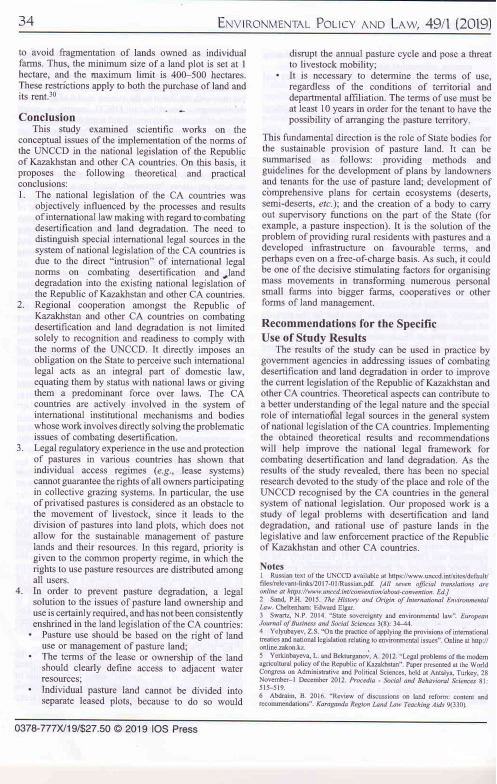 34
ENVIRONMENTAL POLICY AND LAW, 49/1 (2019)
to avoid fragmentation of lands owned as individual
farms. Thus, the minimum size of a land plot is set at 1
hectare, and the maximum limit is 400–500 hectares.
These restrictions apply to both the purchase of land and
its rent.30
Conclusion
This study examined scientific works on the
conceptual issues of the implementation of the norms of
the UNCCD in the national legislation of the Republic
of Kazakhstan and other CA countries. On this basis, it
proposes the following theoretical and practical
conclusions:
1. The national legislation of the CA countries was
objectively influenced by the processes and results
of international law making with regard to combating
desertification and land degradation. The need to
distinguish special international legal sources in the
system of national legislation of the CA countries is
due to the direct “intrusion” of international legal
norms on combating desertification and land
degradation into the existing national legislation of
the Republic of Kazakhstan and other CA countries.
2. Regional cooperation amongst the Republic of
Kazakhstan and other CA countries on combating
desertification and land degradation is not limited
solely to recognition and readiness to comply with
the norms of the UNCCD. It directly imposes an
obligation on the State to perceive such international
legal acts as an integral part of domestic law,
equating them by status with national laws or giving
them a predominant force over laws. The CA
countries are actively involved in the system of
international institutional mechanisms and bodies
whose work involves directly solving the problematic
issues of combating desertification.
3. Legal regulatory experience in the use and protection
of pastures in various countries has shown that
individual access regimes (e.g., lease systems)
cannot guarantee the rights of all owners participating
in collective grazing systems. In particular, the use
of privatised pastures is considered as an obstacle to
the movement of livestock, since it leads to the
division of pastures into land plots, which does not
allow for the sustainable management of pasture
lands and their resources. In this regard, priority is
given to the common property regime, in which the
rights to use pasture resources are distributed among
all users.
4. In order to prevent pasture degradation, a legal
solution to the issues of pasture land ownership and
use is certainly required, and has not been consistently
enshrined in the land legislation of the CA countries:
• Pasture use should be based on the right of land
use or management of pasture land;
• The terms of the lease or ownership of the land
should clearly define access to adjacent water
resources;
• Individual pasture land cannot be divided into
separate leased plots, because to do so would
disrupt the annual pasture cycle and pose a threat
to livestock mobility;
• It is necessary to determine the terms of use,
regardless of the conditions of territorial and
departmental affiliation. The terms of use must be
at least 10 years in order for the tenant to have the
possibility of arranging the pasture territory.
This fundamental direction is the role of State bodies for
the sustainable provision of pasture land. It can be
summarised as follows: providing methods and
guidelines for the development of plans by landowners
and tenants for the use of pasture land; development of
comprehensive plans for certain ecosystems (deserts,
semi-deserts, etc.); and the creation of a body to carry
out supervisory functions on the part of the State (for
example, a pasture inspection). It is the solution of the
problem of providing rural residents with pastures and a
developed infrastructure on favourable terms, and
perhaps even on a free-of-charge basis. As such, it could
be one of the decisive stimulating factors for organising
mass movements in transforming numerous personal
small farms into bigger farms, cooperatives or other
forms of land management.
Recommendations for the Specific
Use of Study Results
The results of the study can be used in practice by
government agencies in addressing issues of combating
desertification and land degradation in order to improve
the current legislation of the Republic of Kazakhstan and
other CA countries. Theoretical aspects can contribute to
a better understanding of the legal nature and the special
role of international legal sources in the general system
of national legislation of the CA countries. Implementing
the obtained theoretical results and recommendations
will help improve the national legal framework for
combating desertification and land degradation. As the
results of the study revealed, there has been no special
research devoted to the study of the place and role of the
UNCCD recognised by the CA countries in the general
system of national legislation. Our proposed work is a
study of legal problems with desertification and land
degradation, and rational use of pasture lands in the
legislative and law enforcement practice of the Republic
of Kazakhstan and other CA countries.
Notes
1 Russian text of the UNCCD available at https://www.unccd.int/sites/default/
files/relevant-links/2017-01/Russian.pdf. [All seven official translations are
online at https://www.unccd.int/convention/about-convention. Ed.]
2 Sand, P.H. 2015. The History and Origin of International Environmental
Law. Cheltenham: Edward Elgar.
3 Swartz, N.P. 2014. “State sovereignty and environmental law”. European
Journal of Business and Social Sciences 3(8): 34–44.
4 Yelyubayev, Z.S. “On the practice of applying the provisions of international
treaties and national legislation relating to environmental issues”. Online at http://
online.zakon.kz.
5 Yerkinbayeva, L. and Bekturganov, A. 2012. “Legal problems of the modern
agricultural policy of the Republic of Kazakhstan”. Paper presented at the World
Congress on Administrative and Political Sciences, held at Antalya, Turkey, 28
November–1 December 2012. Procedia - Social and Behavioral Sciences 81:
515–519.
6 Abdraim, B. 2016. “Review of discussions on land reform: content and
recommendations”. Karaganda Region Land Law Teaching Aids 9(330).
0378-777X/19/$27.50 © 2019 IOS Press